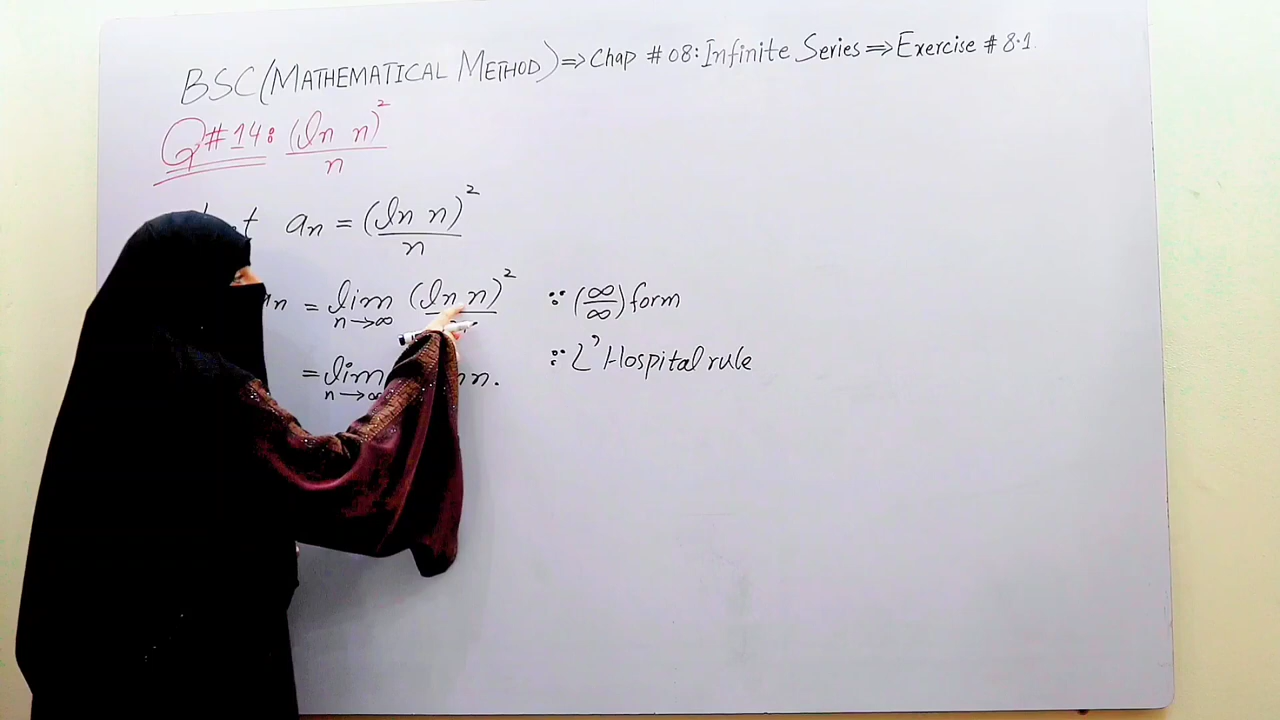 BSC(MATHEMATICAL METHOD)⇒Chap #08:Infinite Series⇒Exercise #8.1.
Q#14: (ln n)²/n
an = (ln n)²/n
= lim n→∞ (ln n)² ∵ (∞/∞) form
= lim n→∞ n. ∵ L'Hospital rule